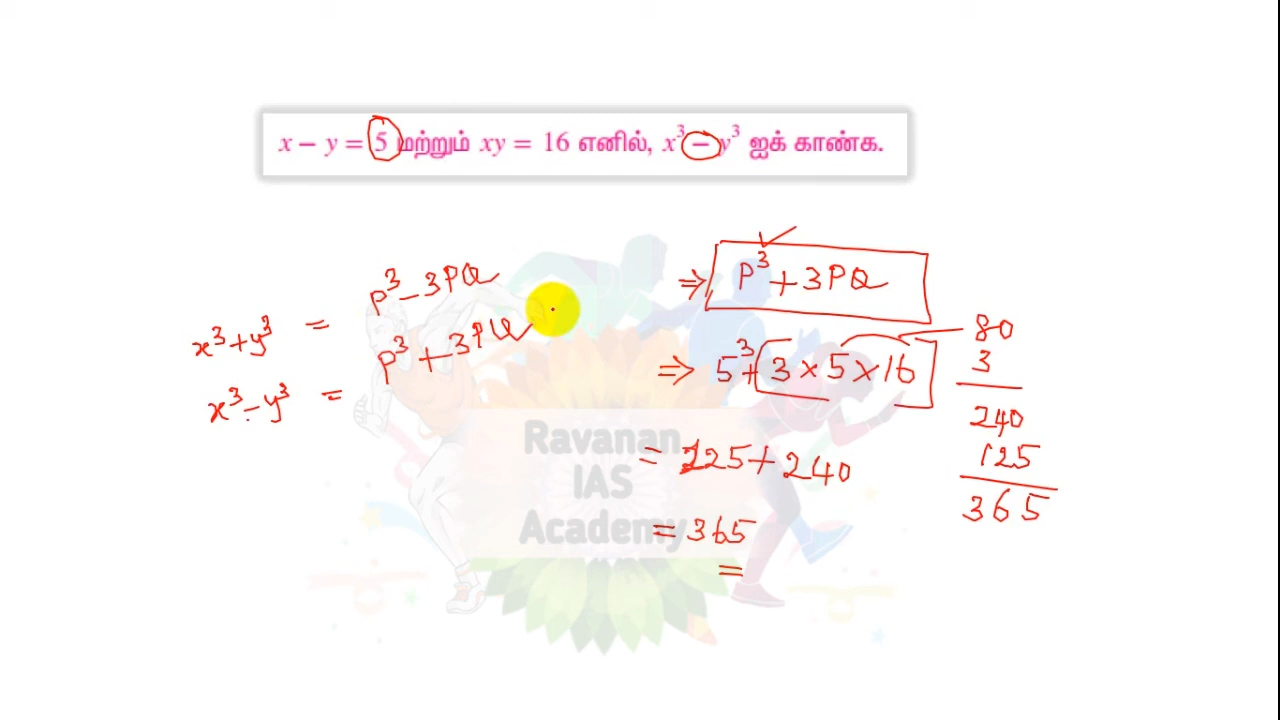 x − y = 5 மற்றும் xy = 16 எனில், x³ − y³ ஐக் காண்க.
x³+y³ = P³−3PQ
x³−y³ = P³+3PQ
⇒ P³+3PQ
⇒ 5³+3×5×16
= 125+240
= 365
=
80
3
240
125
365
Ravanan
IAS
Academy